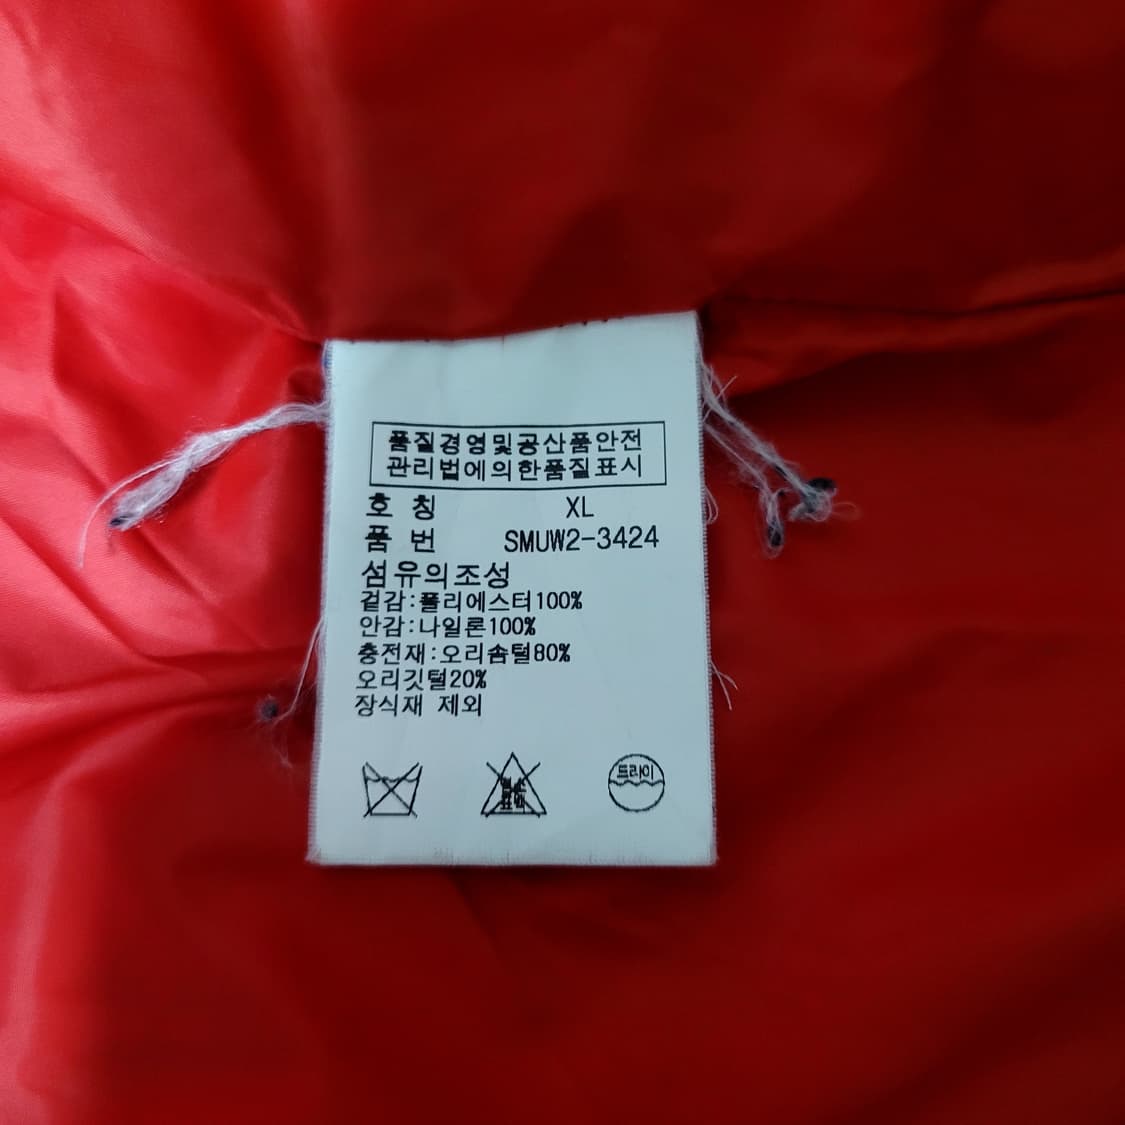 품질경영및공산품안전
관리법에의한품질표시
호 칭 XL
품 번 SMUW2-3424
섬유의조성
겉감:폴리에스터100%
안감:나일론100%
충전재:오리솜털80%
오리깃털20%
장식재 제외
드라이